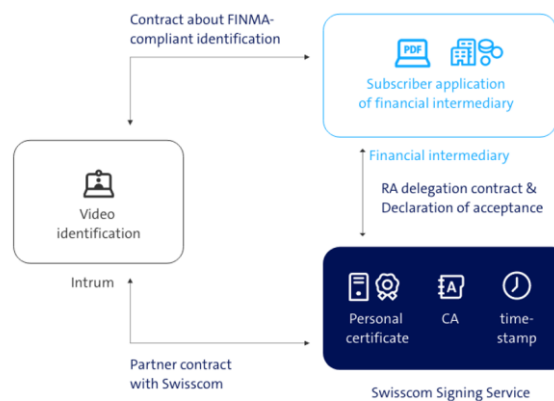 Contract about FINMA-
compliant identification
PDF
Subscriber application
of financial intermediary
Financial intermediary
RA delegation contract &
Declaration of acceptance
Video
identification
Intrum
A
Personal
certificate
CA
time-
stamp
Partner contract
with Swisscom
Swisscom Signing Service